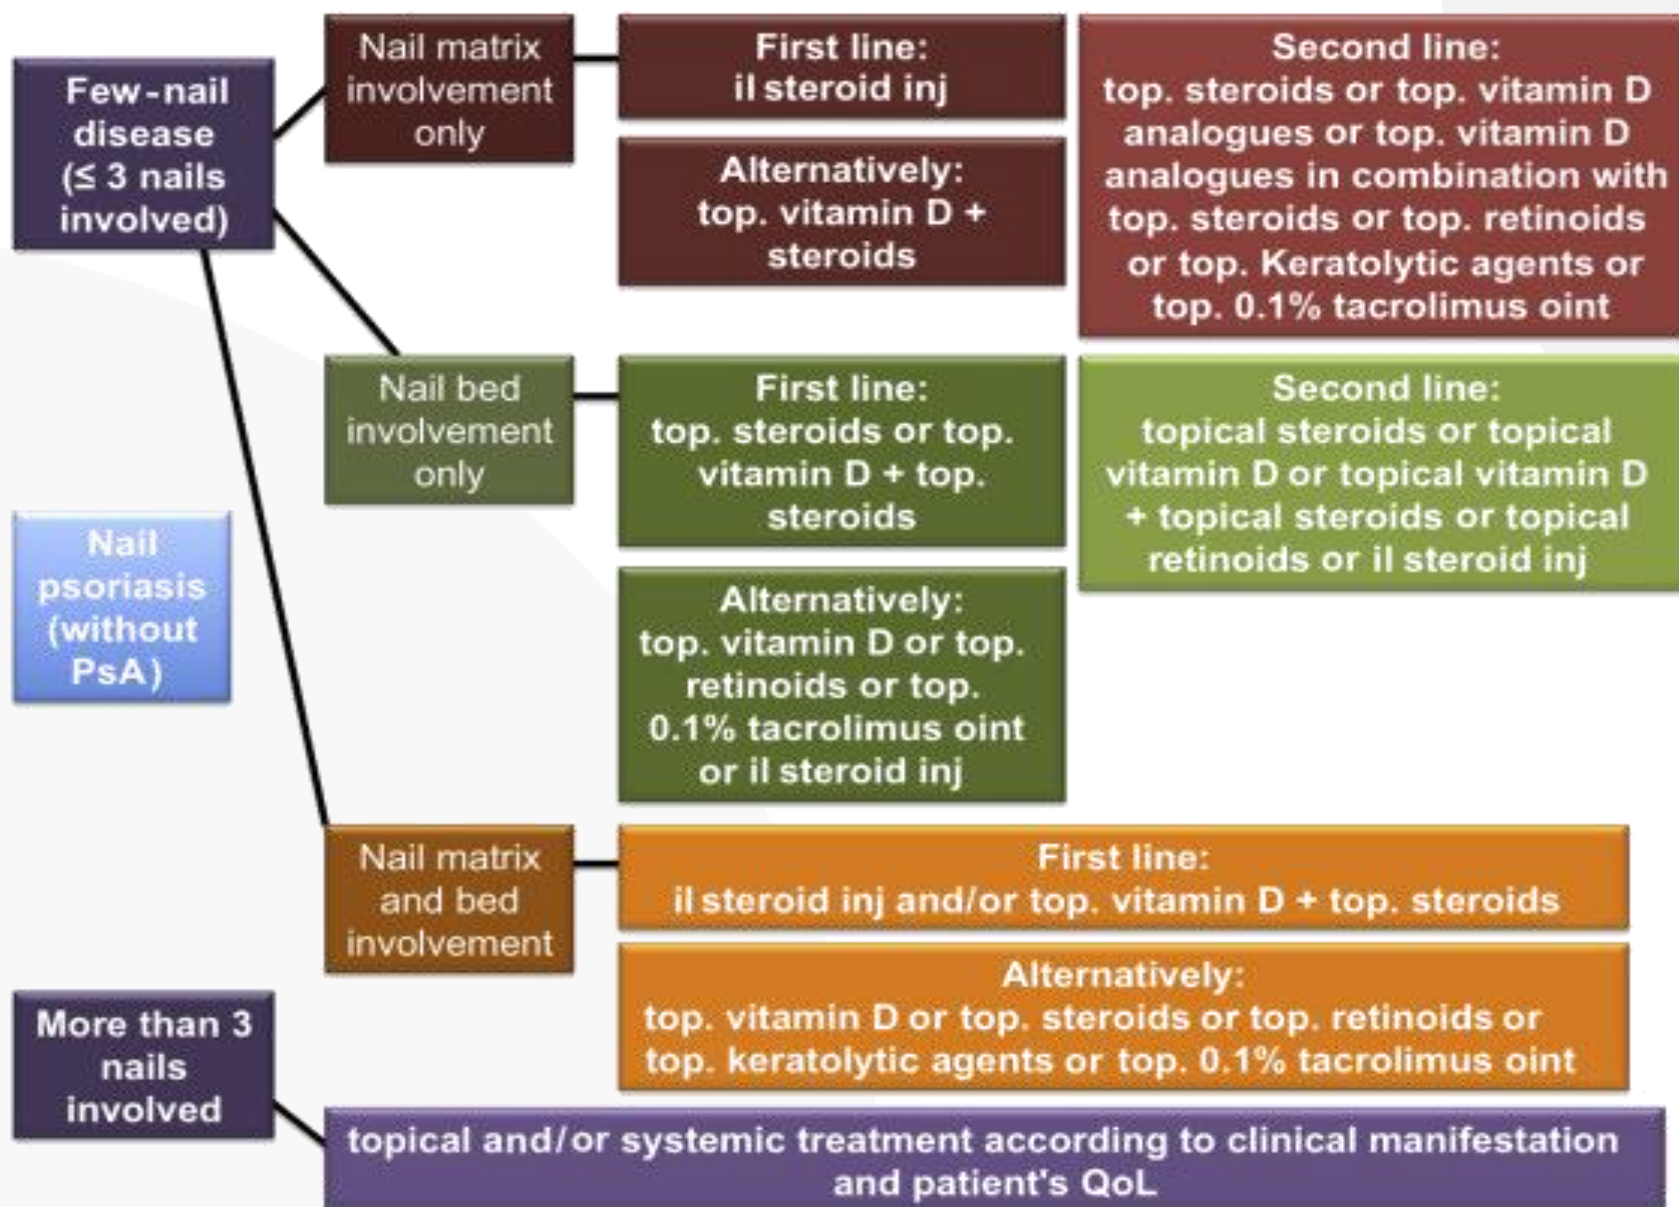 Few-nail
disease
(≤ 3 nails
involved)
Nail matrix
involvement
only
First line:
il steroid inj
Alternatively:
top. vitamin D +
steroids
Second line:
top. steroids or top. vitamin D
analogues or top. vitamin D
analogues in combination with
top. steroids or top. retinoids
or top. Keratolytic agents or
top. 0.1% tacrolimus oint
Nail bed
involvement
only
First line:
top. steroids or top.
vitamin D + top.
steroids
Alternatively:
top. vitamin D or top.
retinoids or top.
0.1% tacrolimus oint
or il steroid inj
Second line:
topical steroids or topical
vitamin D or topical vitamin D
+ topical steroids or topical
retinoids or il steroid inj
Nail
psoriasis
(without
PsA)
Nail matrix
and bed
involvement
First line:
il steroid inj and/or top. vitamin D + top. steroids
Alternatively:
top. vitamin D or top. steroids or top. retinoids or
top. keratolytic agents or top. 0.1% tacrolimus oint
More than 3
nails
involved
topical and/or systemic treatment according to clinical manifestation
and patient's QoL